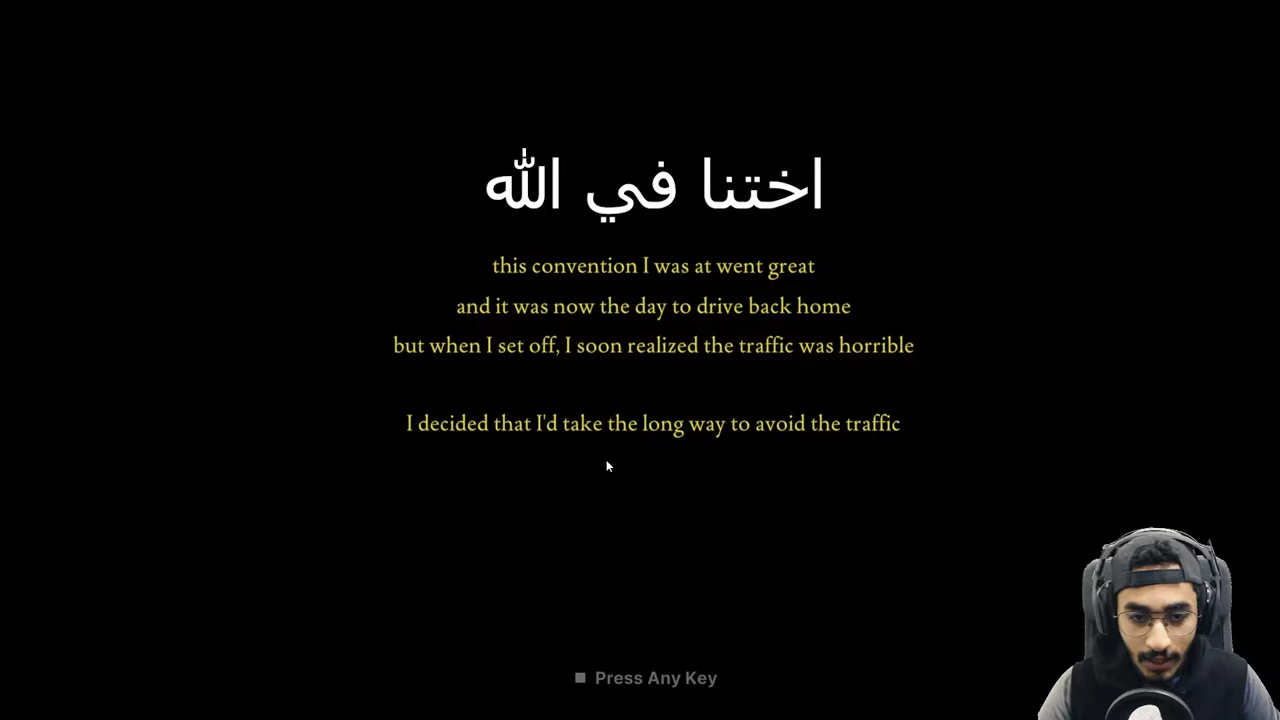 اختنا في الله
this convention I was at went great
and it was now the day to drive back home
but when I set off, I soon realized the traffic was horrible
I decided that I'd take the long way to avoid the traffic
Press Any Key